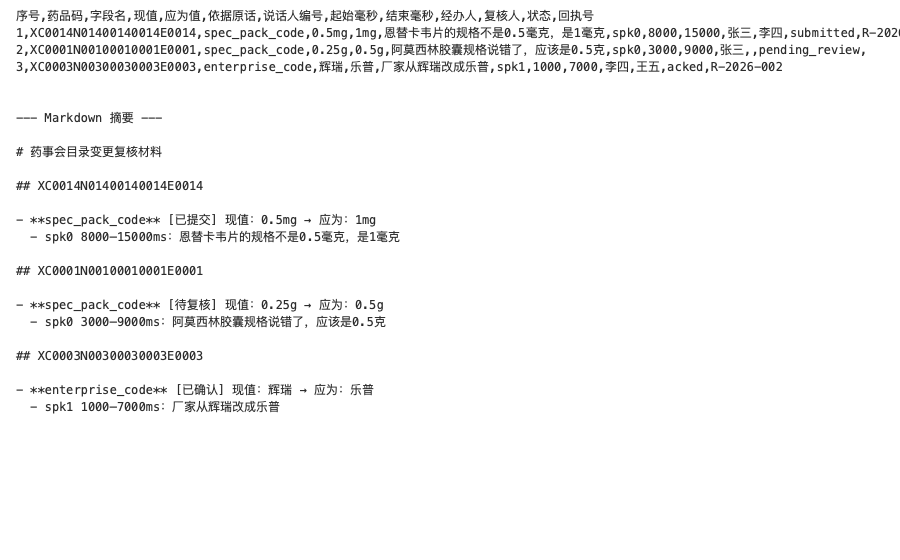 序号,药品码,字段名,现值,应为值,依据原话,说话人编号,起始毫秒,结束毫秒,经办人,复核人,状态,回执号
1,XC0014N01400140014E0014,spec_pack_code,0.5mg,1mg,恩替卡韦片的规格不是0.5毫克，是1毫克,spk0,8000,15000,张三,李四,submitted,R-202
2,XC0001N00100010001E0001,spec_pack_code,0.25g,0.5g,阿莫西林胶囊规格说错了，应该是0.5克,spk0,3000,9000,张三,,pending_review,
3,XC0003N00300030003E0003,enterprise_code,辉瑞,乐普,厂家从辉瑞改成乐普,spk1,1000,7000,李四,王五,acked,R-2026-002
--- Markdown 摘要 ---
# 药事会目录变更复核材料
## XC0014N01400140014E0014
- **spec_pack_code** [已提交] 现值: 0.5mg → 应为: 1mg
- spk0 8000–15000ms: 恩替卡韦片的规格不是0.5毫克，是1毫克
## XC0001N00100010001E0001
- **spec_pack_code** [待复核] 现值: 0.25g → 应为: 0.5g
- spk0 3000–9000ms: 阿莫西林胶囊规格说错了，应该是0.5克
## XC0003N00300030003E0003
- **enterprise_code** [已确认] 现值: 辉瑞 → 应为: 乐普
- spk1 1000–7000ms: 厂家从辉瑞改成乐普